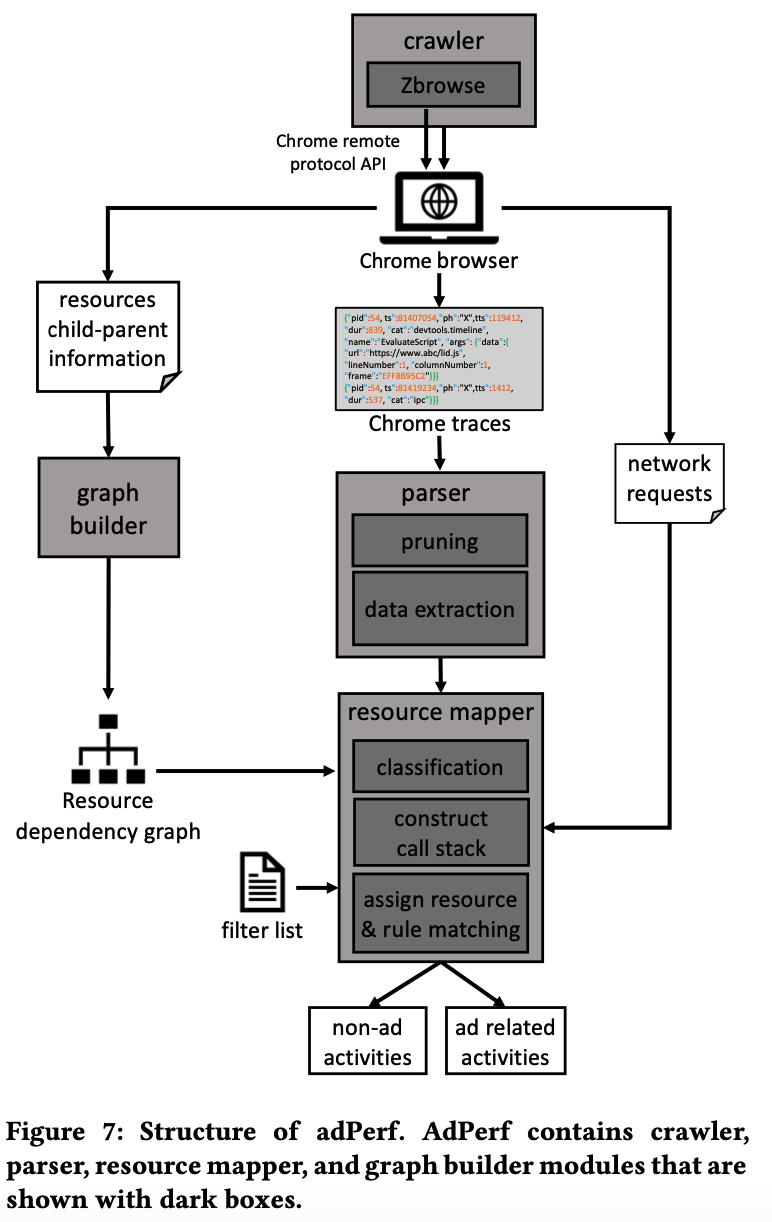 crawler
Zbrowse
Chrome remote
protocol API
Chrome browser
resources
child-parent
information
{"pid":54, ts":81407054,"ph":"X",tts":119412,
"dur":839, "cat":"devtools.timeline",
"name":"EvaluateScript", "args": {"data":{
"url":"https://www.abc/lid.js",
"lineNumber":1, "columnNumber":1,
"frame":"EFF8B95C2"}}}
{"pid":54, ts":81419234,"ph":"X",tts":1412,
"dur":537, "cat":"ipc"}}}
Chrome traces
network
requests
graph
builder
parser
pruning
data extraction
resource mapper
classification
construct
call stack
assign resource
& rule matching
Resource
dependency graph
filter list
non-ad
activities
ad related
activities
Figure 7: Structure of adPerf. AdPerf contains crawler,
parser, resource mapper, and graph builder modules that are
shown with dark boxes.